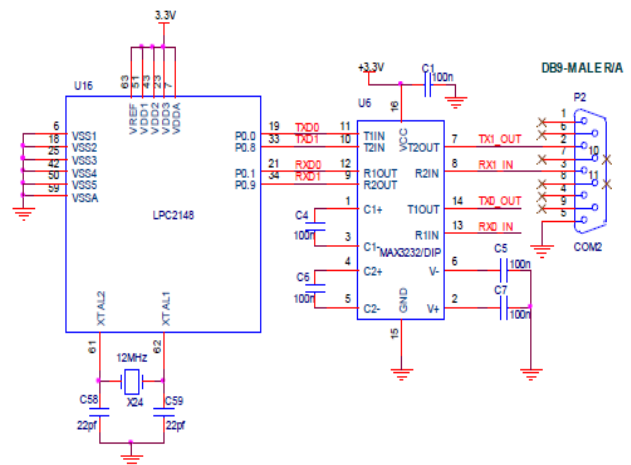 3.3V
+3.3V
C1
100n
DB9-MALER/A
U16
63
51
43
23
7
VREF
VDD1
VDD2
VDD3
VDDA
U6
16
VCC
P2
6
VSS1
18
VSS2
25
VSS3
42
VSS4
50
VSS5
59
VSSA
LPC2148
P0.0
19
TXD0
11
T1IN
P0.8
33
TXD1
10
T2IN
P0.1
21
RXD0
12
R1OUT
P0.9
34
RXD1
9
R2OUT
T2OUT
7
TX1_OUT
R2IN
8
RX1_IN
T1OUT
14
TX0_OUT
R1IN
13
RX0_IN
1
6
2
7
10
3
8
11
4
9
5
COM2
C4
100n
1
C1+
3
C1-
MAX3232/DIP
C6
100n
4
C2+
5
C2-
V-
6
C5
100n
V+
2
C7
100n
GND
15
XTAL2
XTAL1
61
62
12MHz
X24
C58
22pf
C59
22pf